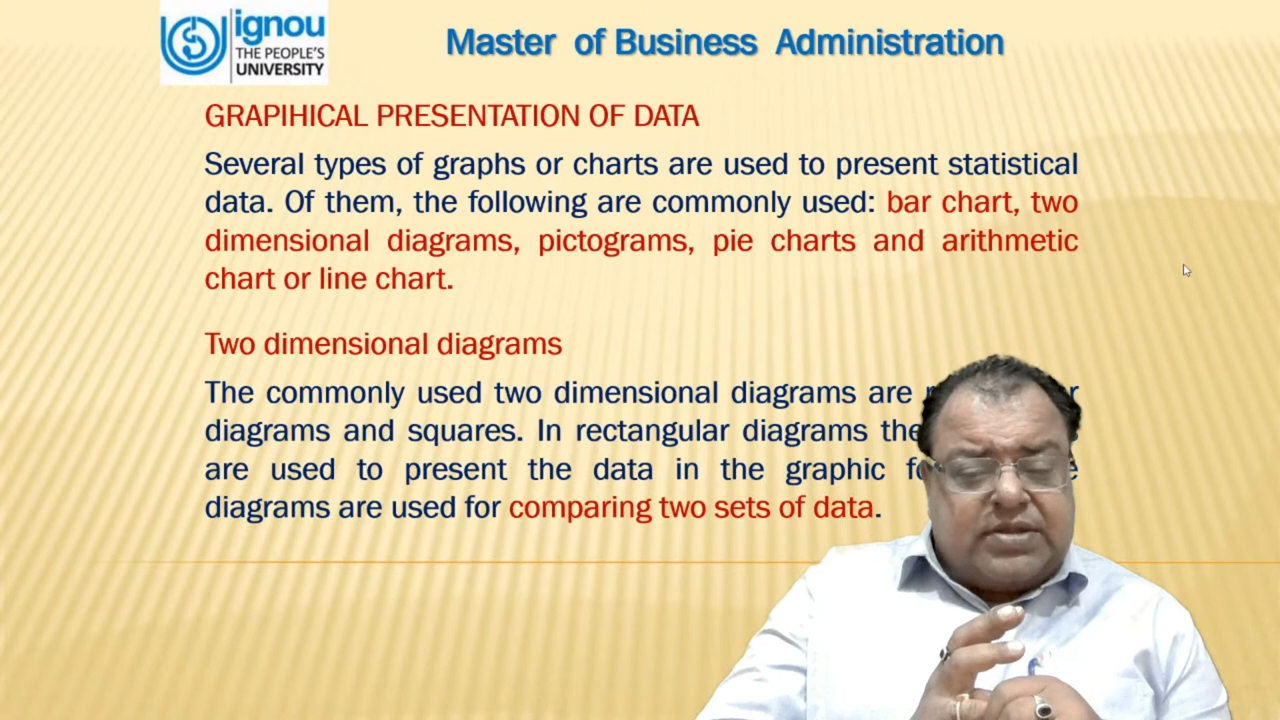 ignou
THE PEOPLE'S
UNIVERSITY
Master of Business Administration
GRAPIHICAL PRESENTATION OF DATA
Several types of graphs or charts are used to present statistical
data. Of them, the following are commonly used: bar chart, two
dimensional diagrams, pictograms, pie charts and arithmetic
chart or line chart.
Two dimensional diagrams
The commonly used two dimensional diagrams are
diagrams and squares. In rectangular diagrams
are used to present the data in the graphic
diagrams are used for comparing two sets of data.